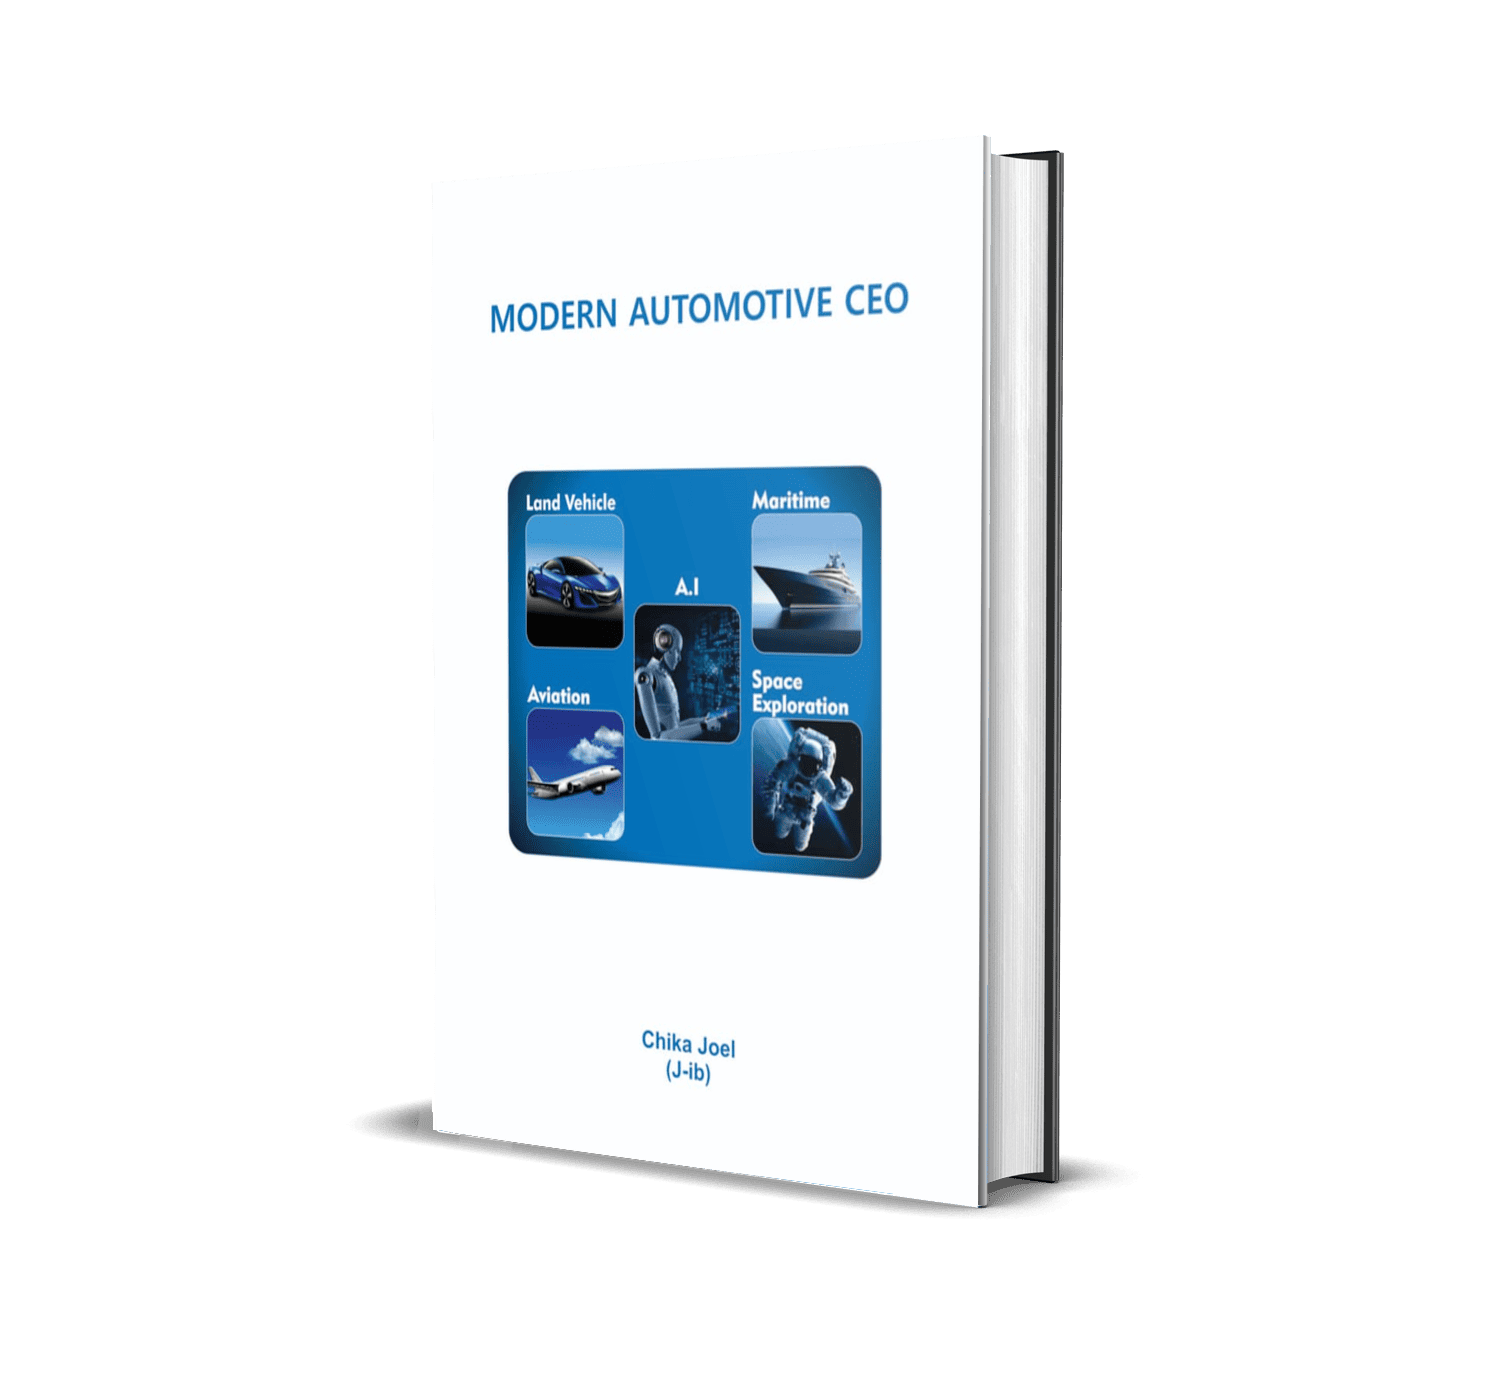 MODERN AUTOMOTIVE CEO
Land Vehicle
Maritime
A.I
Aviation
Space
Exploration
Chika Joel
(J-ib)